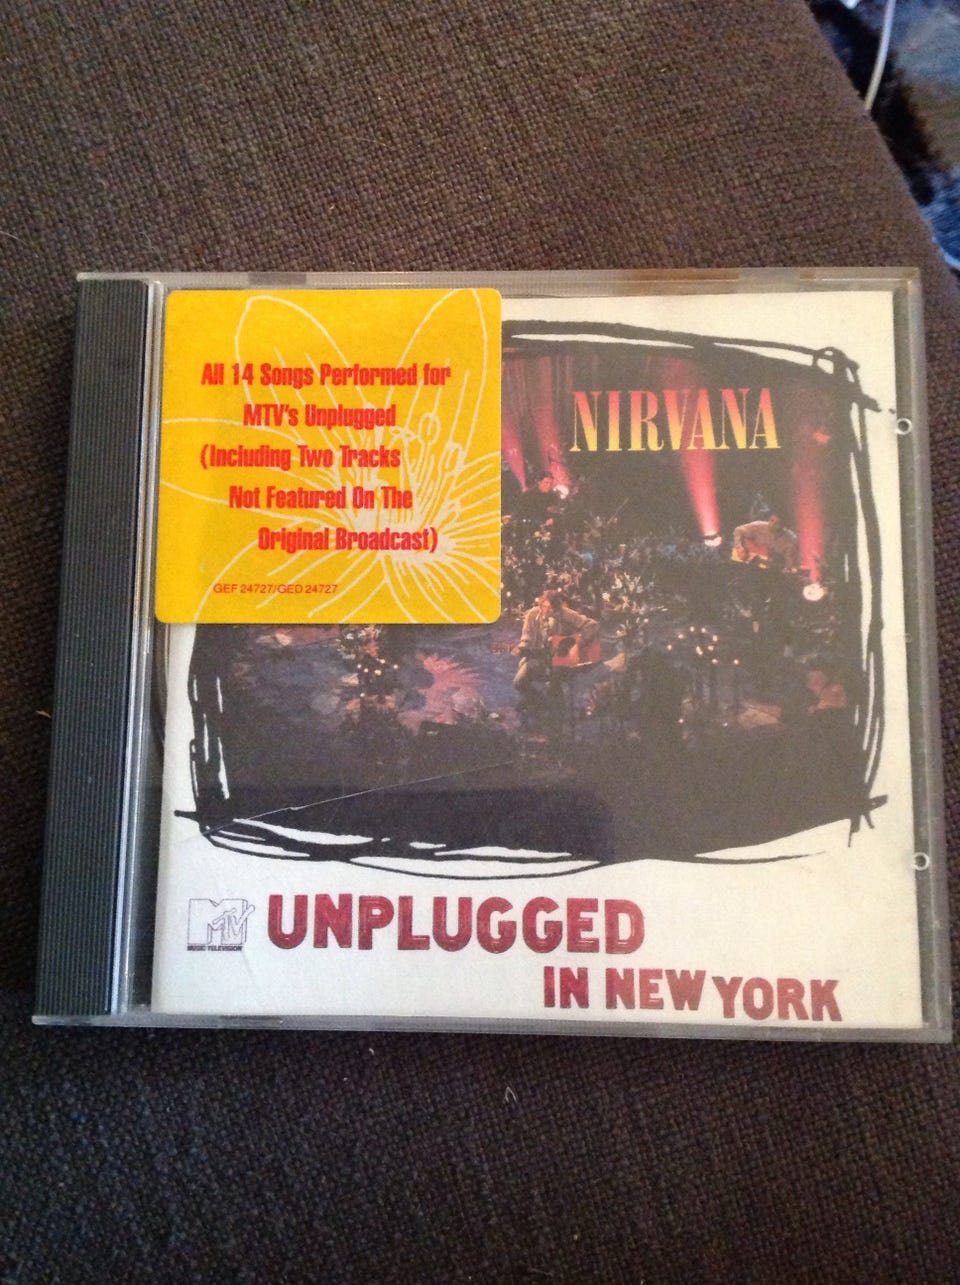 All 14 Songs Performed for
MTV's Unplugged
(Including Two Tracks
Not Featured On The
Original Broadcast)
GEF 24727/GED 24727
NIRVANA
MTV
MUSIC TELEVISION
UNPLUGGED
IN NEW YORK